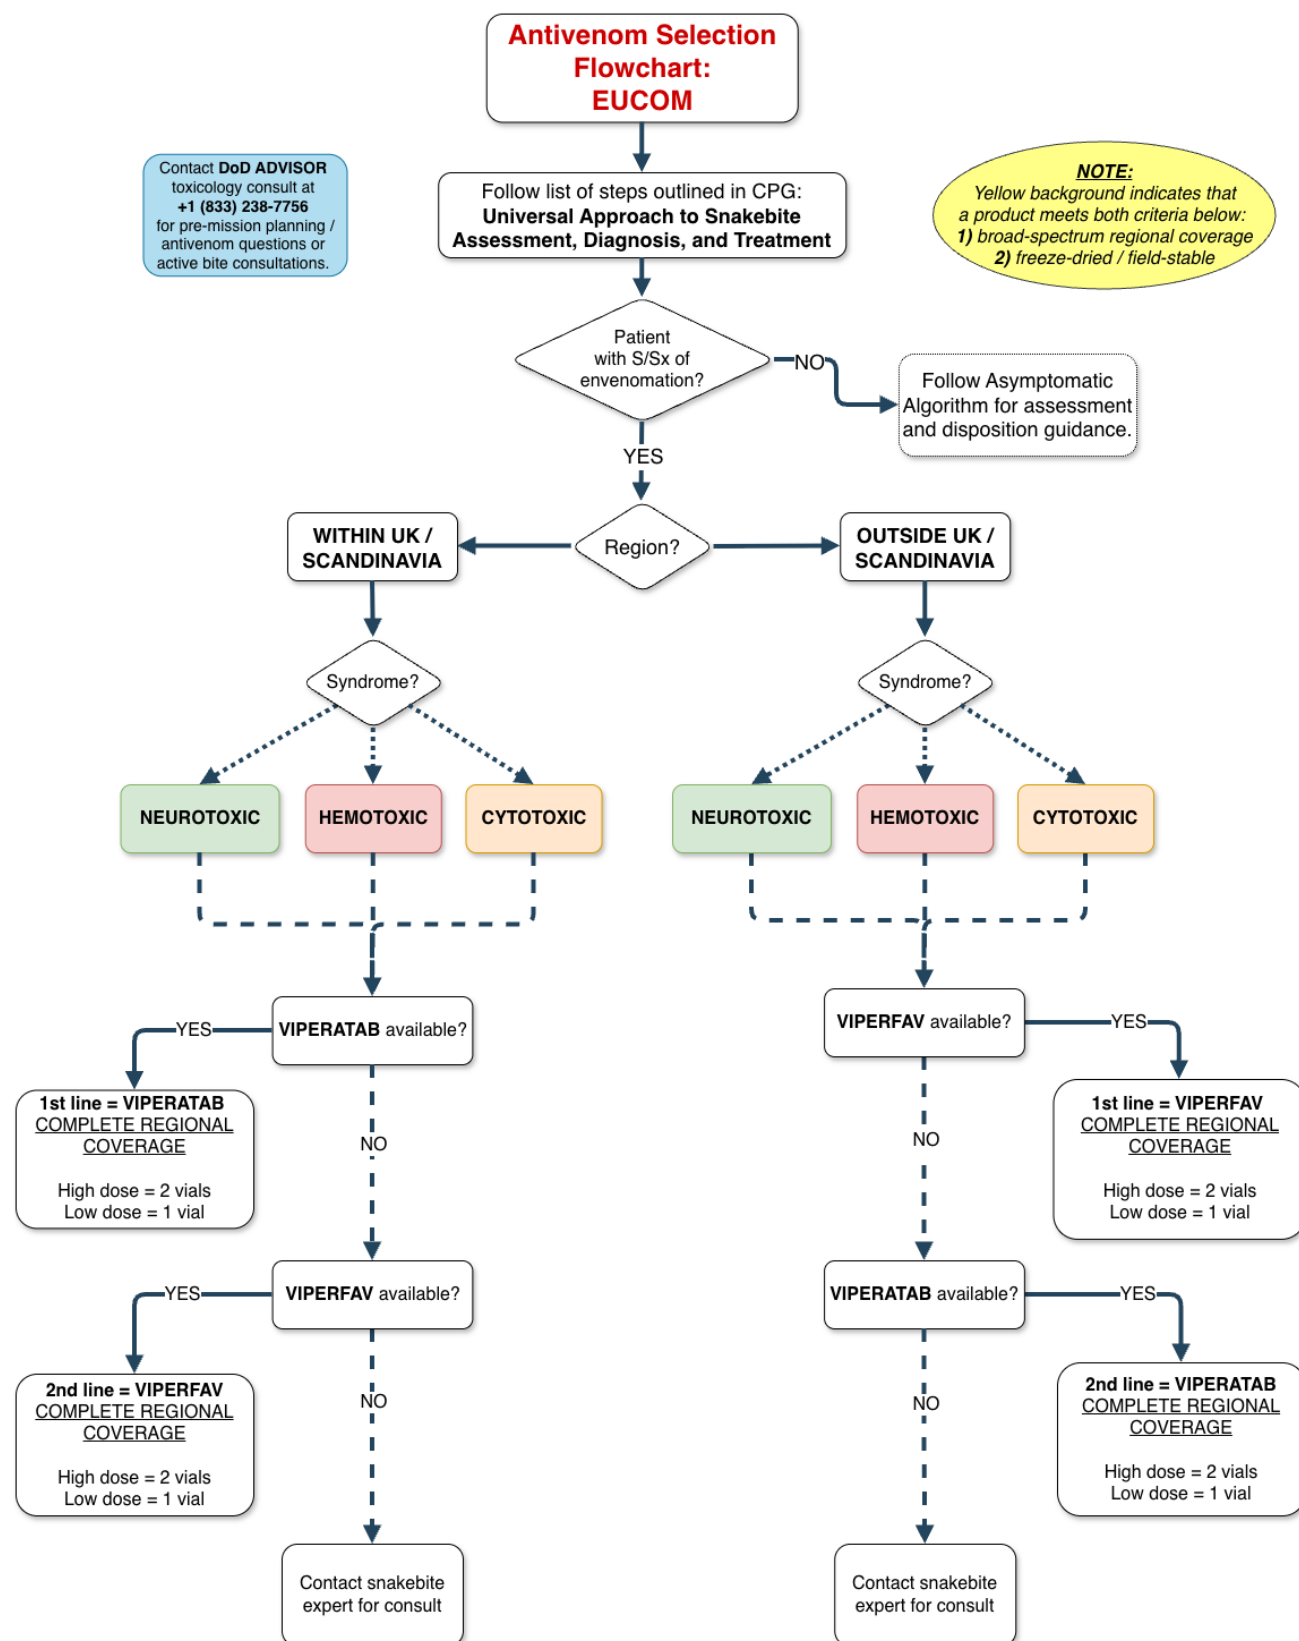 Antivenom Selection
Flowchart:
EUCOM
Contact DoD ADVISOR
toxicology consult at
+1 (833) 238-7756
for pre-mission planning /
antivenom questions or
active bite consultations.
Follow list of steps outlined in CPG:
Universal Approach to Snakebite
Assessment, Diagnosis, and Treatment
NOTE:
Yellow background indicates that
a product meets both criteria below:
1) broad-spectrum regional coverage
2) freeze-dried / field-stable
Patient
with S/Sx of
envenomation?
NO
Follow Asymptomatic
Algorithm for assessment
and disposition guidance.
YES
WITHIN UK /
SCANDINAVIA
Region?
OUTSIDE UK /
SCANDINAVIA
Syndrome?
Syndrome?
NEUROTOXIC
HEMOTOXIC
CYTOTOXIC
NEUROTOXIC
HEMOTOXIC
CYTOTOXIC
YES
VIPERATAB available?
VIPERFAV available?
YES
1st line = VIPERATAB
COMPLETE REGIONAL
COVERAGE
High dose = 2 vials
Low dose = 1 vial
NO
NO
1st line = VIPERFAV
COMPLETE REGIONAL
COVERAGE
High dose = 2 vials
Low dose = 1 vial
YES
VIPERFAV available?
VIPERATAB available?
YES
2nd line = VIPERFAV
COMPLETE REGIONAL
COVERAGE
High dose = 2 vials
Low dose = 1 vial
NO
NO
2nd line = VIPERATAB
COMPLETE REGIONAL
COVERAGE
High dose = 2 vials
Low dose = 1 vial
Contact snakebite
expert for consult
Contact snakebite
expert for consult